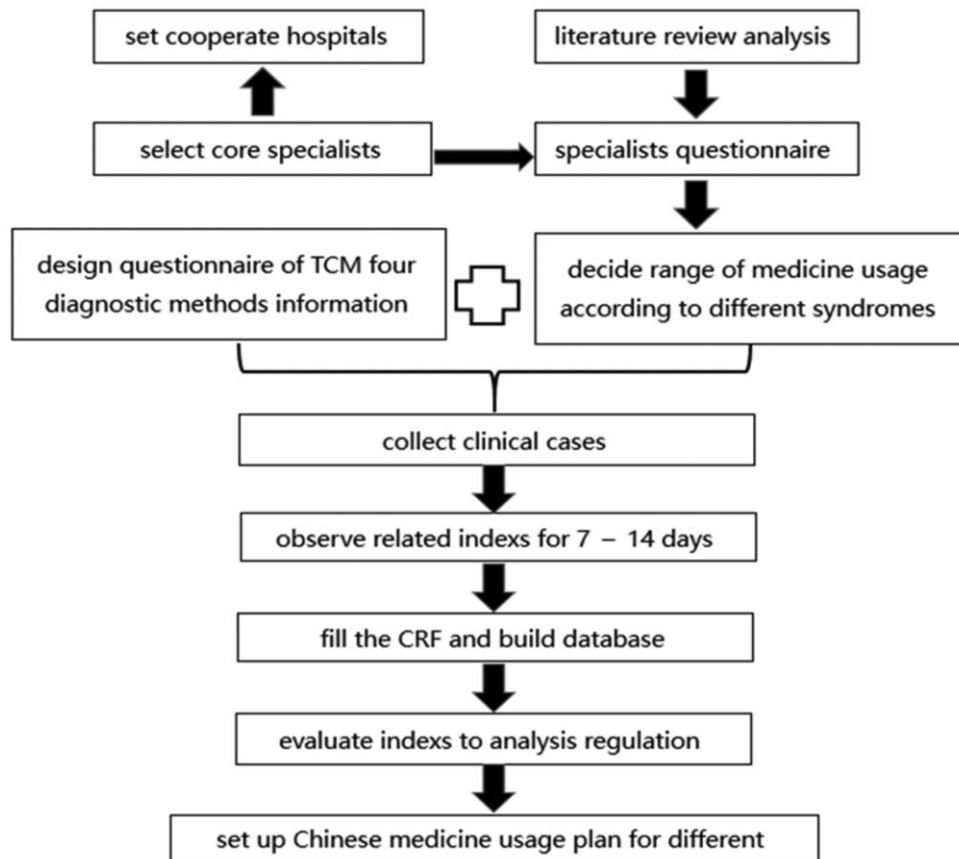 set cooperate hospitals
literature review analysis
select core specialists
specialists questionnaire
design questionnaire of TCM four
diagnostic methods information
decide range of medicine usage
according to different syndromes
collect clinical cases
observe related indexs for 7 – 14 days
fill the CRF and build database
evaluate indexs to analysis regulation
set up Chinese medicine usage plan for different